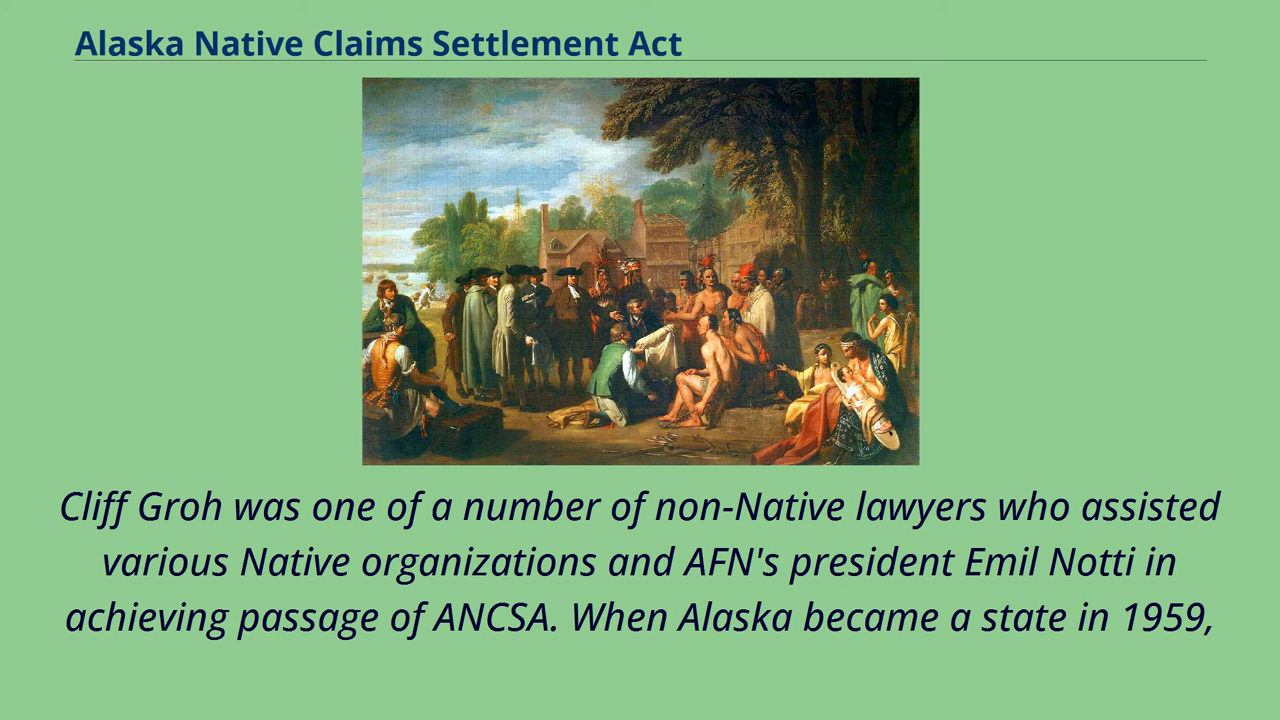 Alaska Native Claims Settlement Act
Cliff Groh was one of a number of non-Native lawyers who assisted
various Native organizations and AFN's president Emil Notti in
achieving passage of ANCSA. When Alaska became a state in 1959,